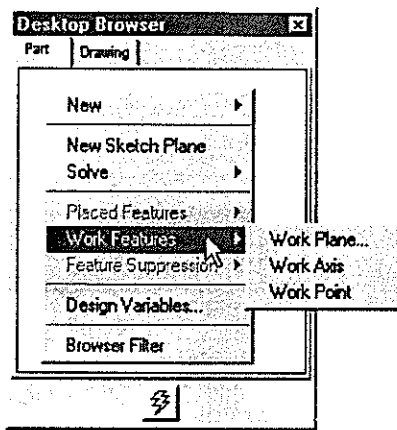 Desktop Browser
Part Drawing
New
New Sketch Plane
Solve
Placed Features
Work Features
Feature Suppression
Design Variables...
Browser Filter
Work Plane...
Work Axis
Work Point